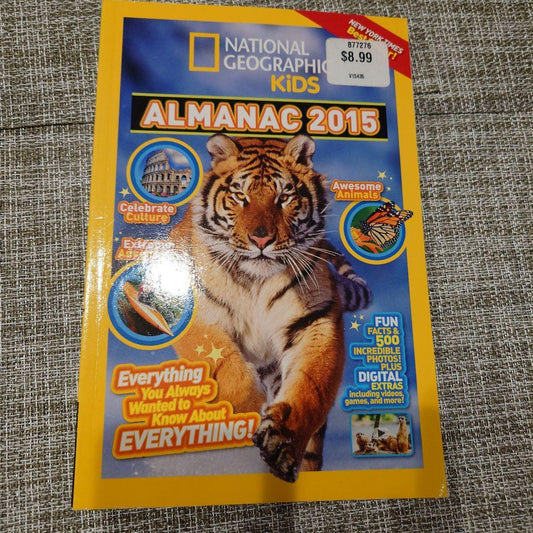 NEW YORK TIMES
877276
$8.99
V15435
NATIONAL
GEOGRAPHIC
KiDS
ALMANAC 2015
Celebrate
Culture
Awesome
Animals
FUN
FACTS &
500
INCREDIBLE
PHOTOS!
PLUS
DIGITAL
EXTRAS
including videos,
games, and more!
Everything
You Always
Wanted to
Know About
EVERYTHING!